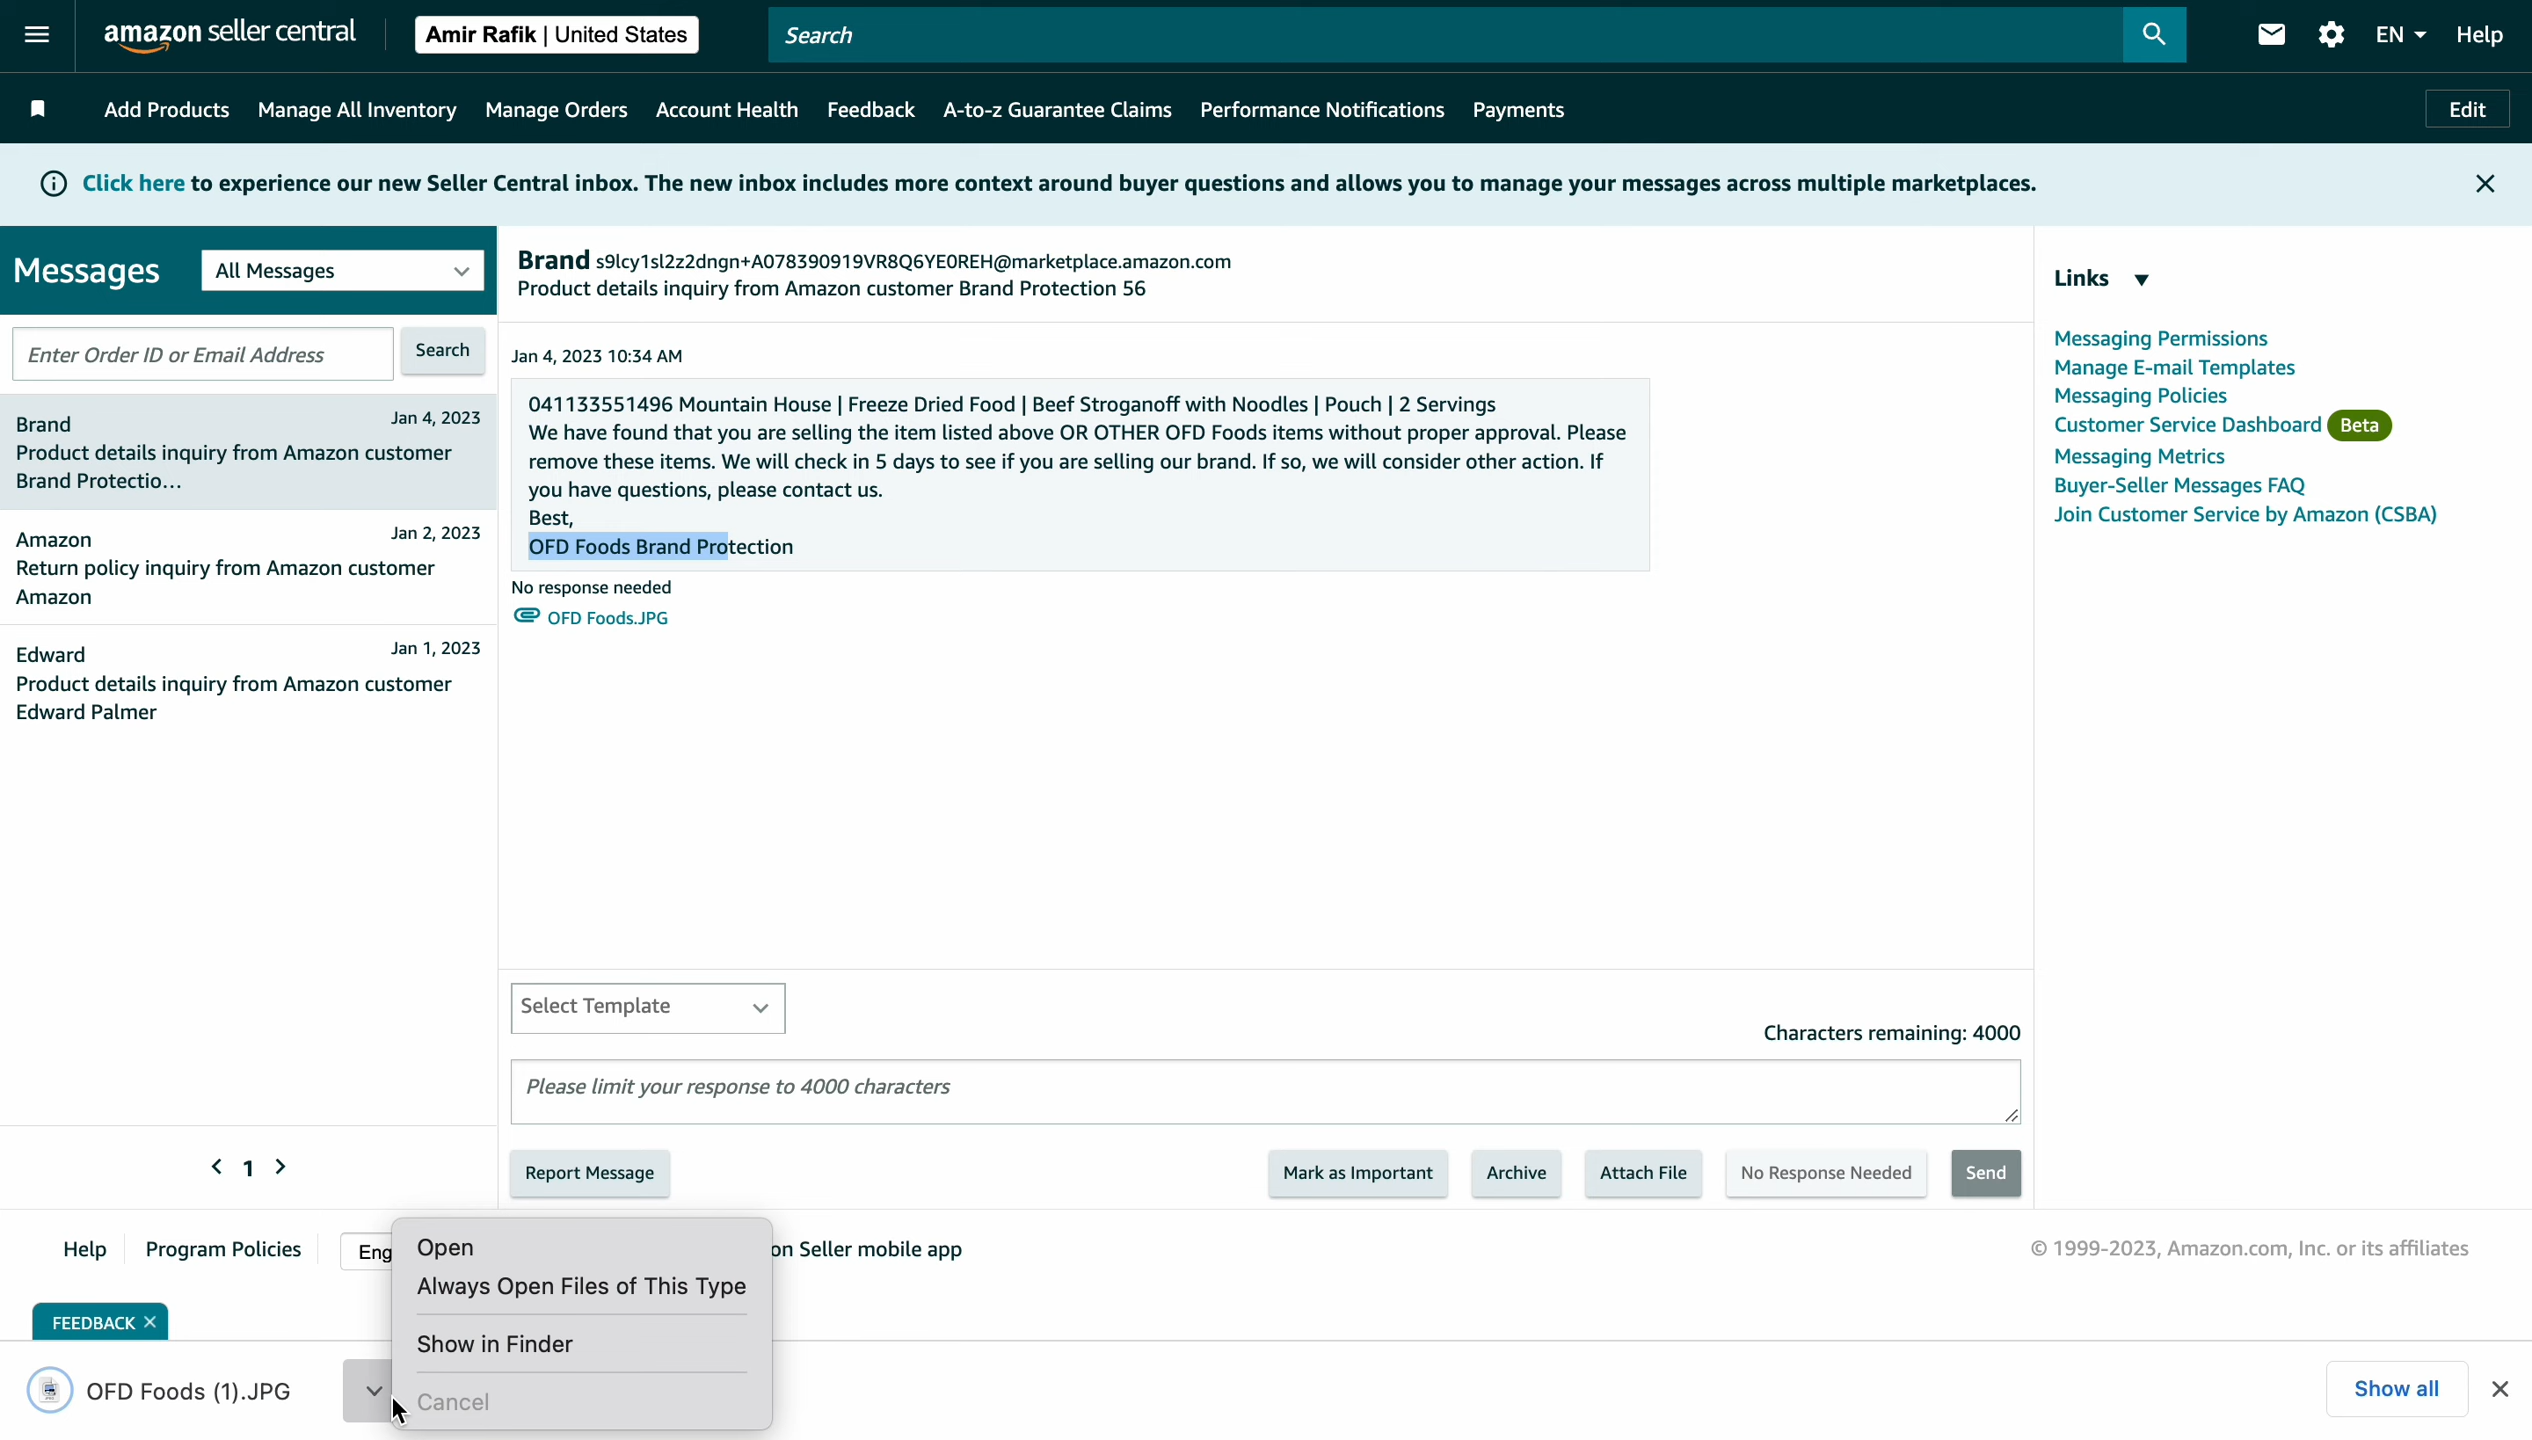 amazon seller central
Amir Rafik | United States
Search
EN
Help
Add Products
Manage All Inventory
Manage Orders
Account Health
Feedback
A-to-z Guarantee Claims
Performance Notifications
Payments
Edit
Click here to experience our new Seller Central inbox. The new inbox includes more context around buyer questions and allows you to manage your messages across multiple marketplaces.
Messages
All Messages
Enter Order ID or Email Address
Search
Brand
Jan 4, 2023
Product details inquiry from Amazon customer
Brand Protectio...
Amazon
Jan 2, 2023
Return policy inquiry from Amazon customer
Amazon
Edward
Jan 1, 2023
Product details inquiry from Amazon customer
Edward Palmer
1
Brand s9lcy1sl2z2dngn+A078390919VR8Q6YE0REH@marketplace.amazon.com
Product details inquiry from Amazon customer Brand Protection 56
Jan 4, 2023 10:34 AM
041133551496 Mountain House | Freeze Dried Food | Beef Stroganoff with Noodles | Pouch | 2 Servings
We have found that you are selling the item listed above OR OTHER OFD Foods items without proper approval. Please
remove these items. We will check in 5 days to see if you are selling our brand. If so, we will consider other action. If
you have questions, please contact us.
Best,
OFD Foods Brand Protection
No response needed
OFD Foods.JPG
Select Template
Characters remaining: 4000
Please limit your response to 4000 characters
Report Message
Mark as Important
Archive
Attach File
No Response Needed
Send
Links
Messaging Permissions
Manage E-mail Templates
Messaging Policies
Customer Service Dashboard Beta
Messaging Metrics
Buyer-Seller Messages FAQ
Join Customer Service by Amazon (CSBA)
Help
Program Policies
Eng
on Seller mobile app
© 1999-2023, Amazon.com, Inc. or its affiliates
FEEDBACK
Open
Always Open Files of This Type
Show in Finder
Cancel
OFD Foods (1).JPG
Show all